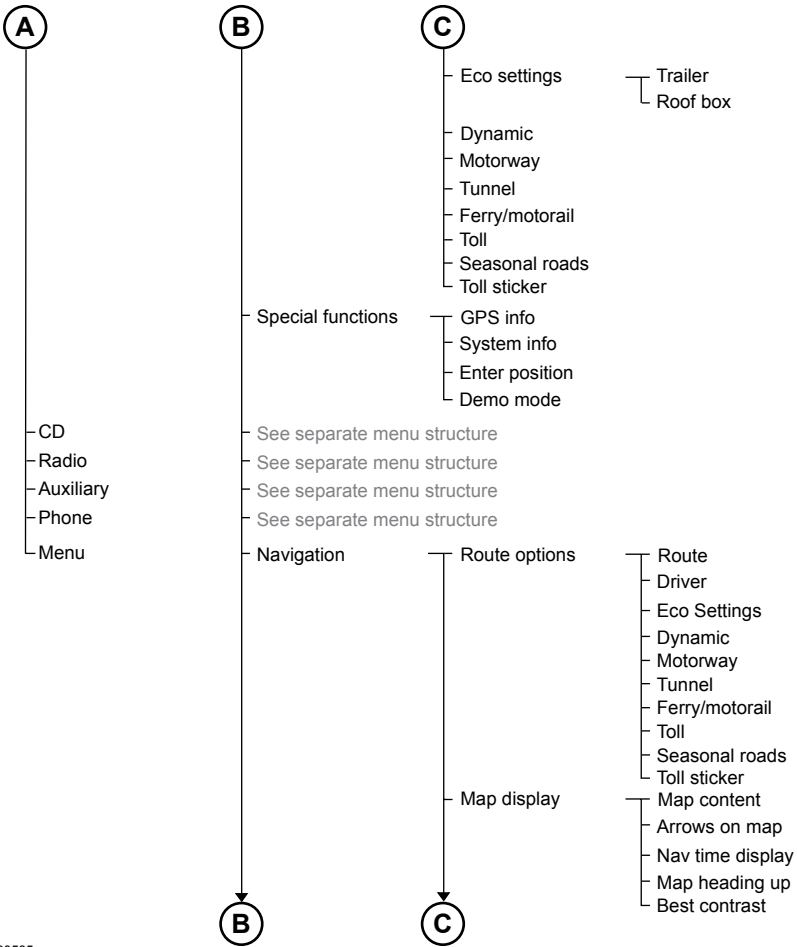 A
B
C
Eco settings
Trailer
Roof box
Dynamic
Motorway
Tunnel
Ferry/motorail
Toll
Seasonal roads
Toll sticker
Special functions
GPS info
System info
Enter position
Demo mode
CD
See separate menu structure
Radio
See separate menu structure
Auxiliary
See separate menu structure
Phone
See separate menu structure
Menu
Navigation
Route options
Route
Driver
Eco Settings
Dynamic
Motorway
Tunnel
Ferry/motorail
Toll
Seasonal roads
Toll sticker
Map display
Map content
Arrows on map
Nav time display
Map heading up
Best contrast
B
C